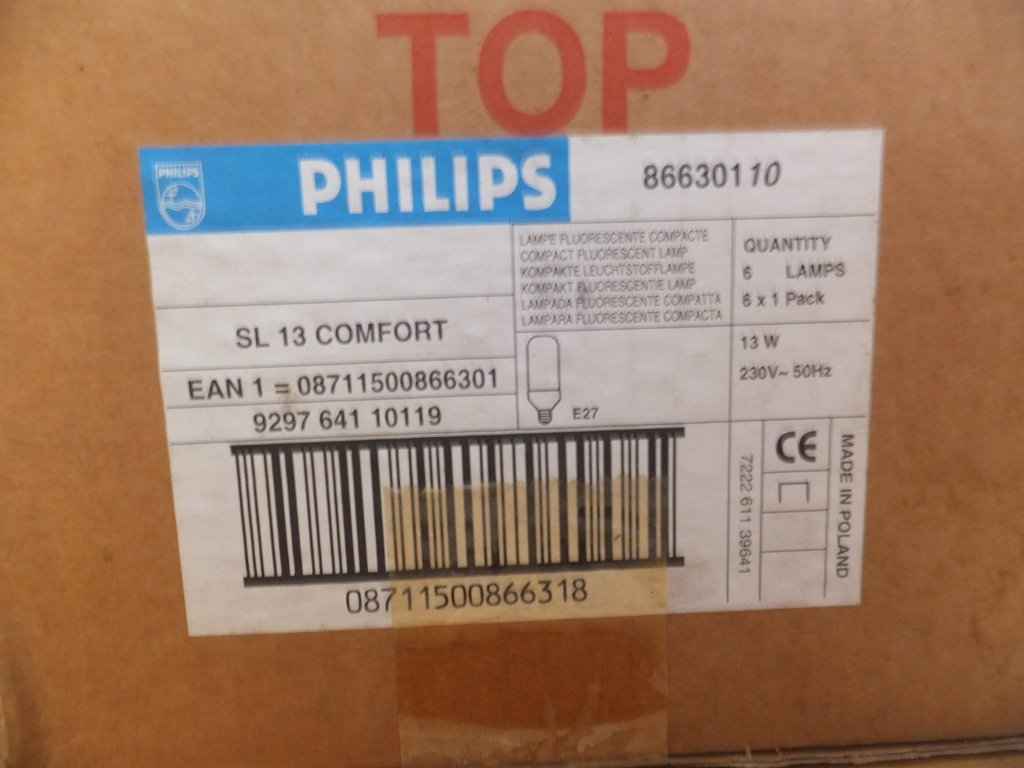 TOP
PHILIPS
PHILIPS
86630110
LAMPE FLUORESCENTE COMPACTE
COMPACT FLUORESCENT LAMP
KOMPAKTE LEUCHTSTOFFLAMPE
KOMPAKT FLUORESCENTIE LAMP
LAMPADA FLUORESCENTE COMPATTA
LAMPARA FLUORESCENTE COMPACTA
QUANTITY
6 LAMPS
6 x 1 Pack
SL 13 COMFORT
13 W
230V~ 50Hz
EAN 1 = 08711500866301
9297 641 10119
E27
CE
MADE IN POLAND
7222 611 39641
08711500866318